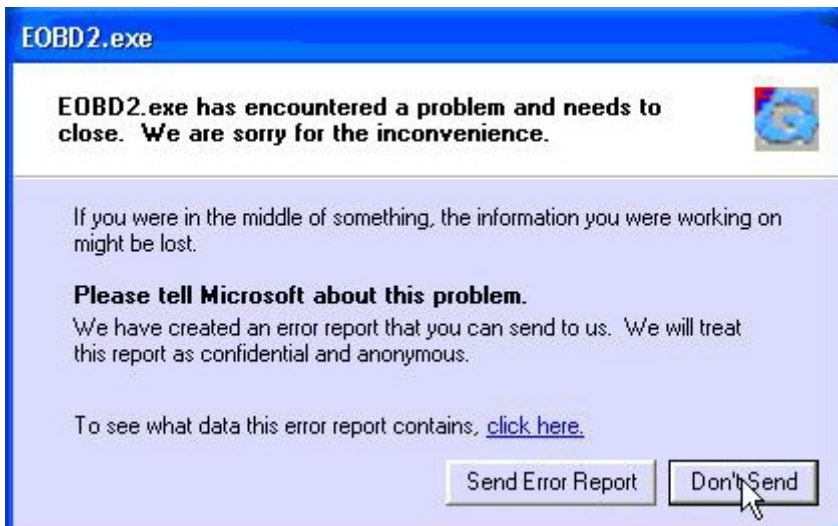 EOBD2.exe
EOBD2.exe has encountered a problem and needs to
close.  We are sorry for the inconvenience.
If you were in the middle of something, the information you were working on
might be lost.
Please tell Microsoft about this problem.
We have created an error report that you can send to us.  We will treat
this report as confidential and anonymous.
To see what data this error report contains, click here.
Send Error Report
Don't Send